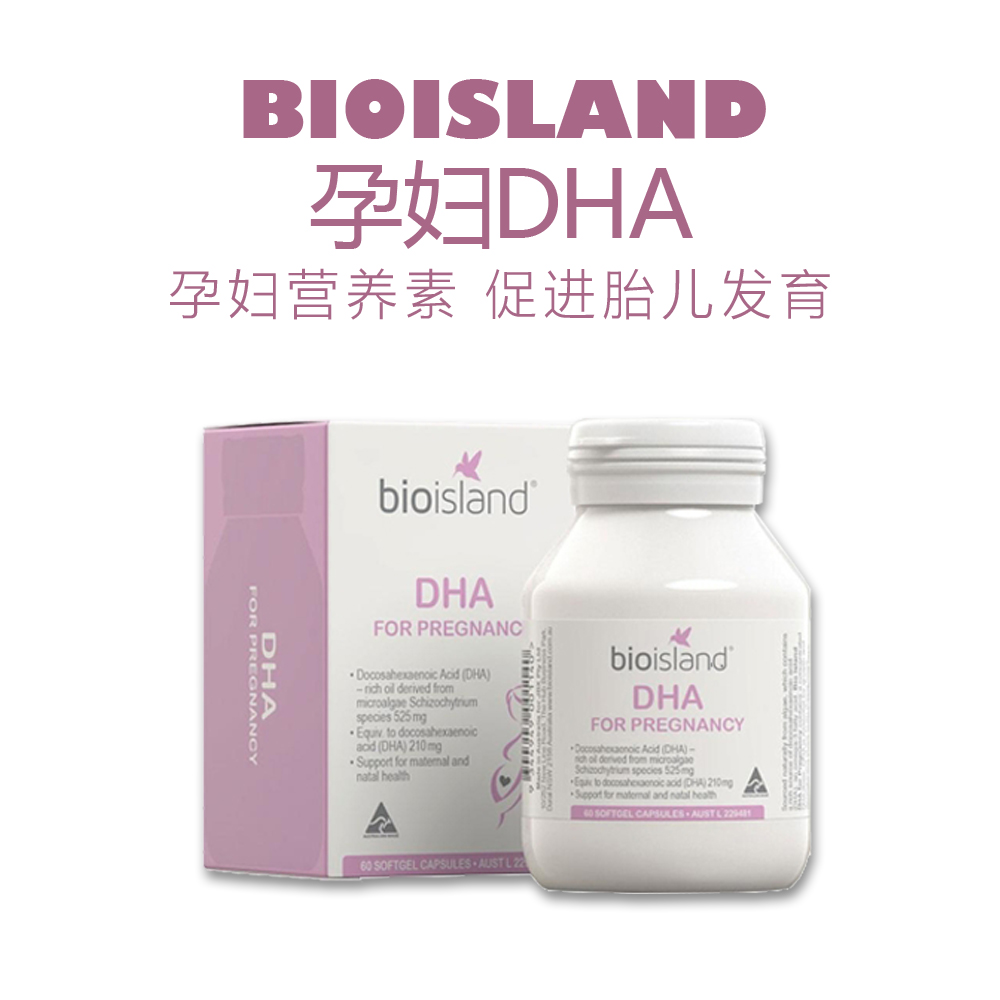 BIOISLAND
孕妇DHA
孕妇营养素 促进胎儿发育
bioisland®
DHA
FOR PREGNANC
• Docosahexaenoic Acid (DHA)
– rich oil derived from
microalgae Schizochytrium
species 525 mg
• Equiv. to docosahexaenoic
acid (DHA) 210 mg
• Support for maternal and
natal health
60 SOFTGEL CAPSULES • AUST L 22
DHA
FOR PREGNANCY
bioisland®
DHA
FOR PREGNANCY
• Docosahexaenoic Acid (DHA) –
rich oil derived from microalgae
Schizochytrium species 525mg
• Equiv. to docosahexaenoic acid (DHA) 210mg
• Support for maternal and natal health
60 SOFTGEL CAPSULES • AUST L 229481